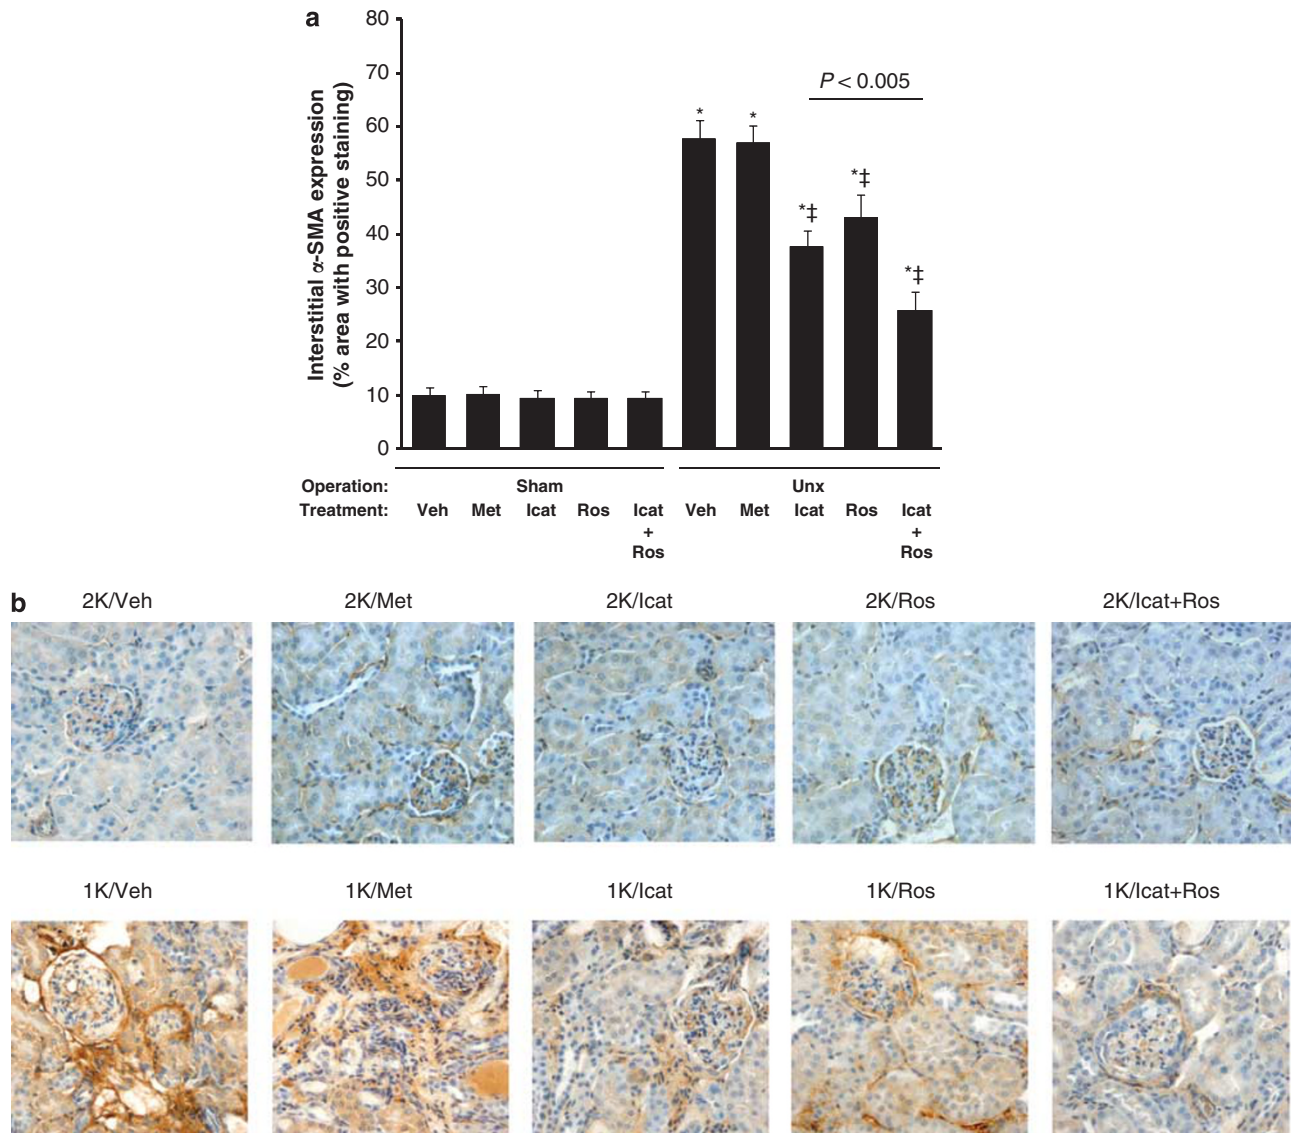 a
80
70
60
50
40
30
20
10
0
Interstitial α-SMA expression
(% area with positive staining)
P < 0.005
* * *‡ *‡ *‡
Operation: Sham Unx
Treatment: Veh Met Icat Ros Icat + Ros Veh Met Icat Ros Icat + Ros
b
2K/Veh 2K/Met 2K/Icat 2K/Ros 2K/Icat+Ros
1K/Veh 1K/Met 1K/Icat 1K/Ros 1K/Icat+Ros